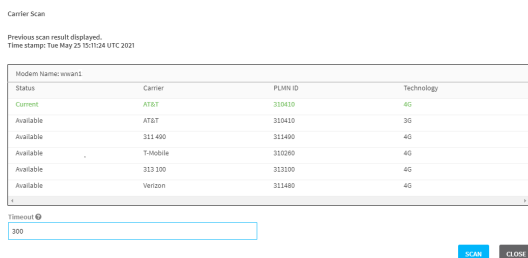 Carrier Scan
Previous scan result displayed.
Time stamp: Tue May 25 15:11:24 UTC 2021
Modem Name: wwan1
Status Carrier PLMN ID Technology
Current AT&T 310410 4G
Available AT&T 310410 3G
Available 311 490 311490 4G
Available T-Mobile 310260 4G
Available 313 100 313100 4G
Available Verizon 311480 4G
Timeout
300
SCAN CLOSE